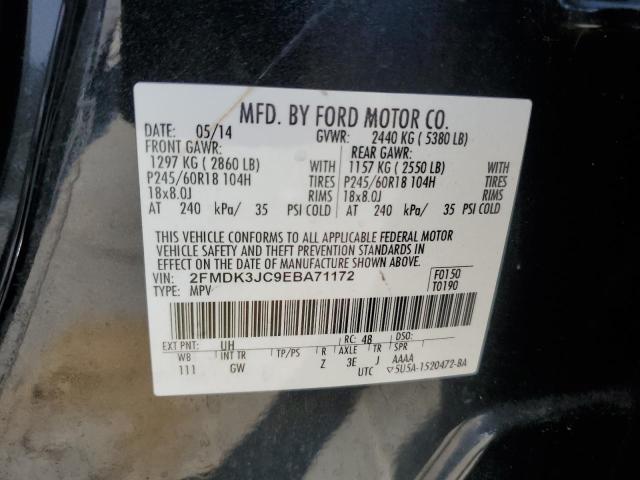 MFD. BY FORD MOTOR CO.
DATE: 05/14 GVWR: 2440 KG ( 5380 LB)
FRONT GAWR: REAR GAWR:
1297 KG ( 2860 LB) WITH 1157 KG ( 2550 LB) WITH
P245/60R18 104H TIRES P245/60R18 104H TIRES
18x8.0J RIMS 18x8.0J RIMS
AT 240 kPa/ 35 PSI COLD AT 240 kPa/ 35 PSI COLD
THIS VEHICLE CONFORMS TO ALL APPLICABLE FEDERAL MOTOR
VEHICLE SAFETY AND THEFT PREVENTION STANDARDS IN
EFFECT ON THE DATE OF MANUFACTURE SHOWN ABOVE.
VIN: 2FMDK3JC9EBA71172 F0150
TYPE: MPV T0190
EXT PNT: UH RC: 48 DSO:
WB INT TR TP/PS R AXLE TR AAAA
111 GW Z 3E J
UTC ▽5U5A-1520472-BA